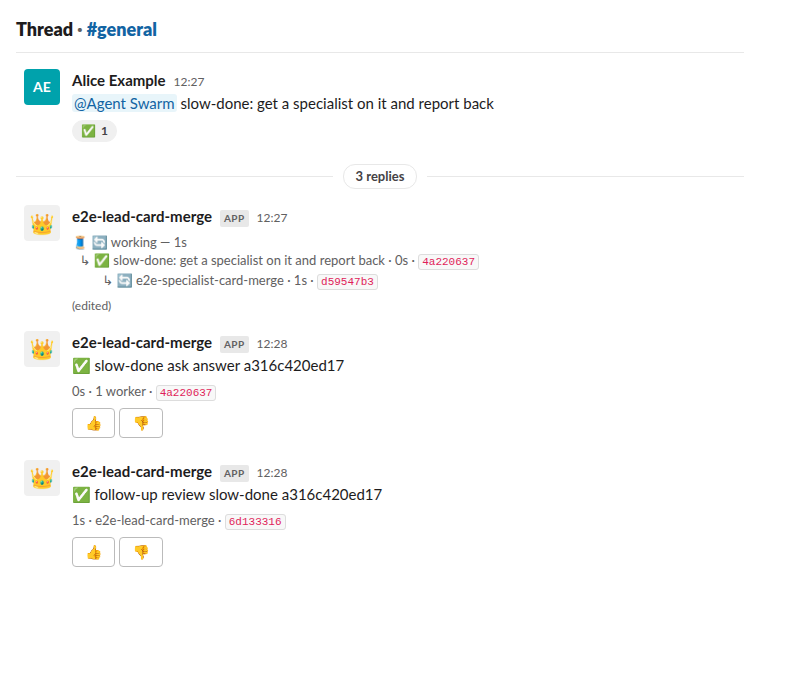 Thread • #general
AE
Alice Example 12:27
@Agent Swarm slow-done: get a specialist on it and report back
✅ 1
3 replies
e2e-lead-card-merge APP 12:27
🧵 🔄 working — 1s
↳ ✅ slow-done: get a specialist on it and report back · 0s · 4a220637
↳ 🔄 e2e-specialist-card-merge · 1s · d59547b3
(edited)
e2e-lead-card-merge APP 12:28
✅ slow-done ask answer a316c420ed17
0s · 1 worker · 4a220637
👍 👎
e2e-lead-card-merge APP 12:28
✅ follow-up review slow-done a316c420ed17
1s · e2e-lead-card-merge · 6d133316
👍 👎